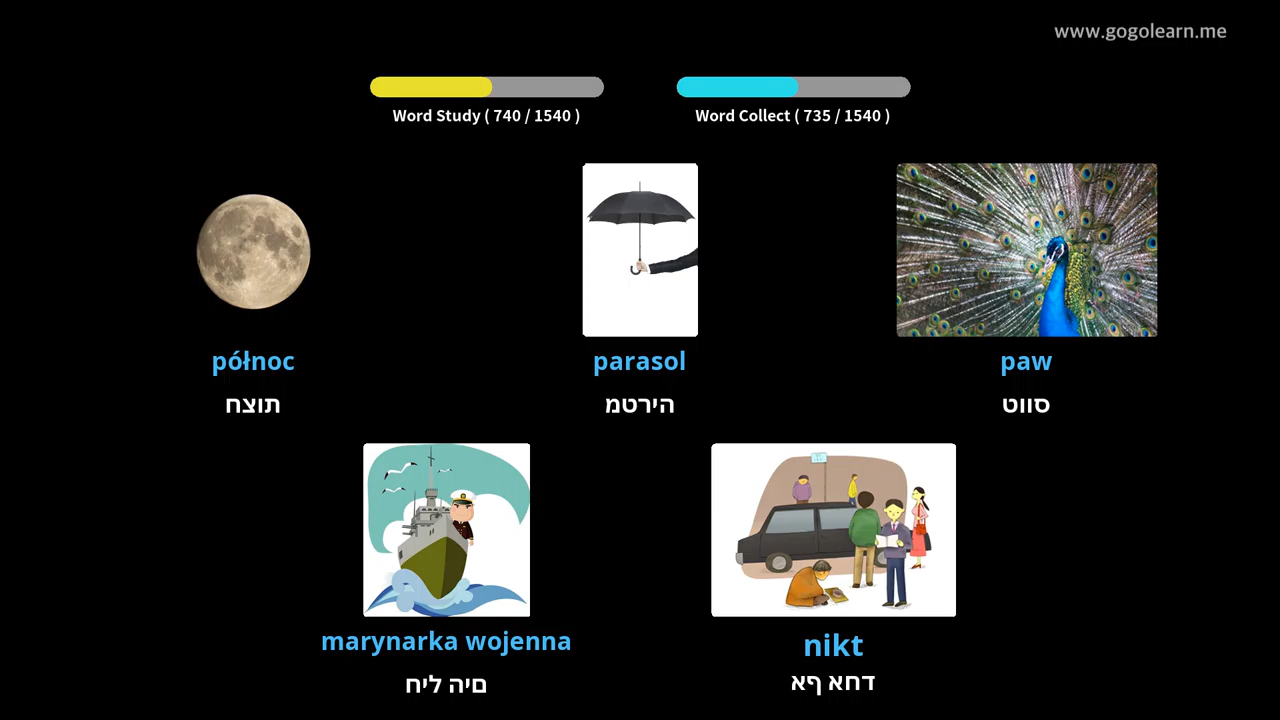 www.gogolearn.me
Word Study ( 740 / 1540 )
Word Collect ( 735 / 1540 )
północ
parasol
paw
תוצח
הירטמ
סווט
marynarka wojenna
nikt
םיה ליח
דחא ףא